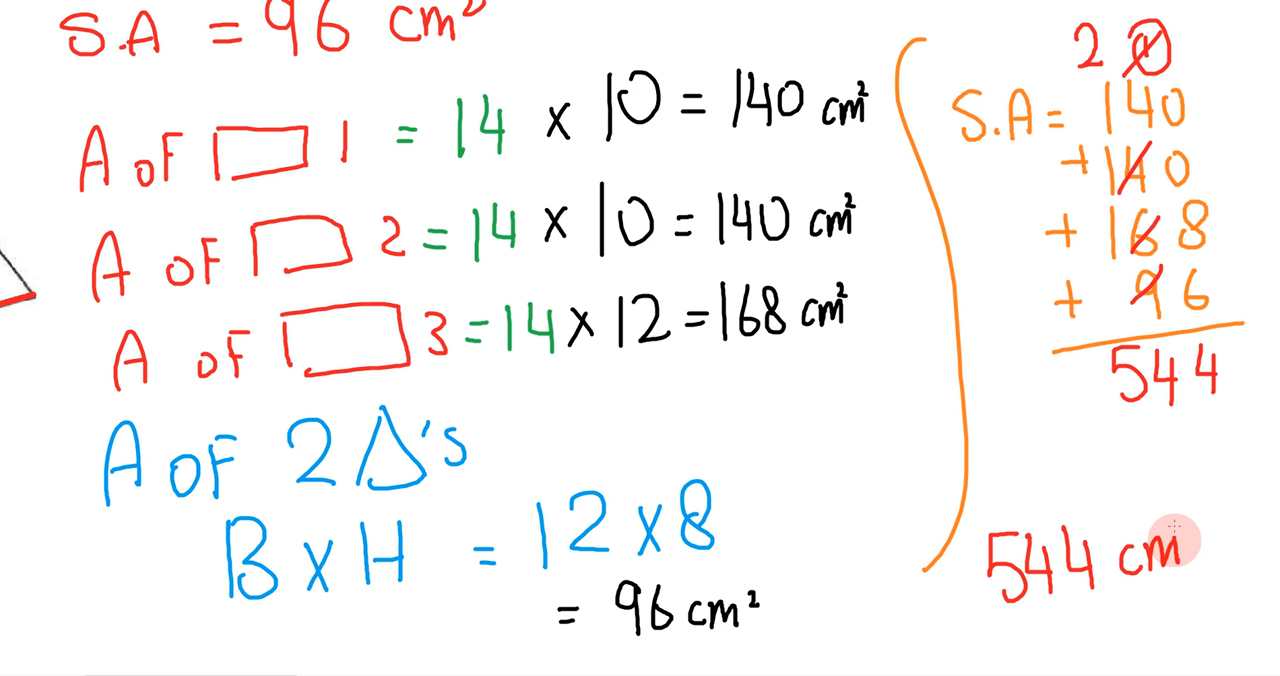 S.A = 96 cm²
A of ▭ 1 = 14 × 10 = 140 cm²
A of ▭ 2 = 14 × 10 = 140 cm²
A of ▭ 3 = 14 × 12 = 168 cm²
A of 2 Δ's
B × H = 12 × 8
= 96 cm²
2
S.A = 140
+ 140
+ 168
+ 96
544
544 cm